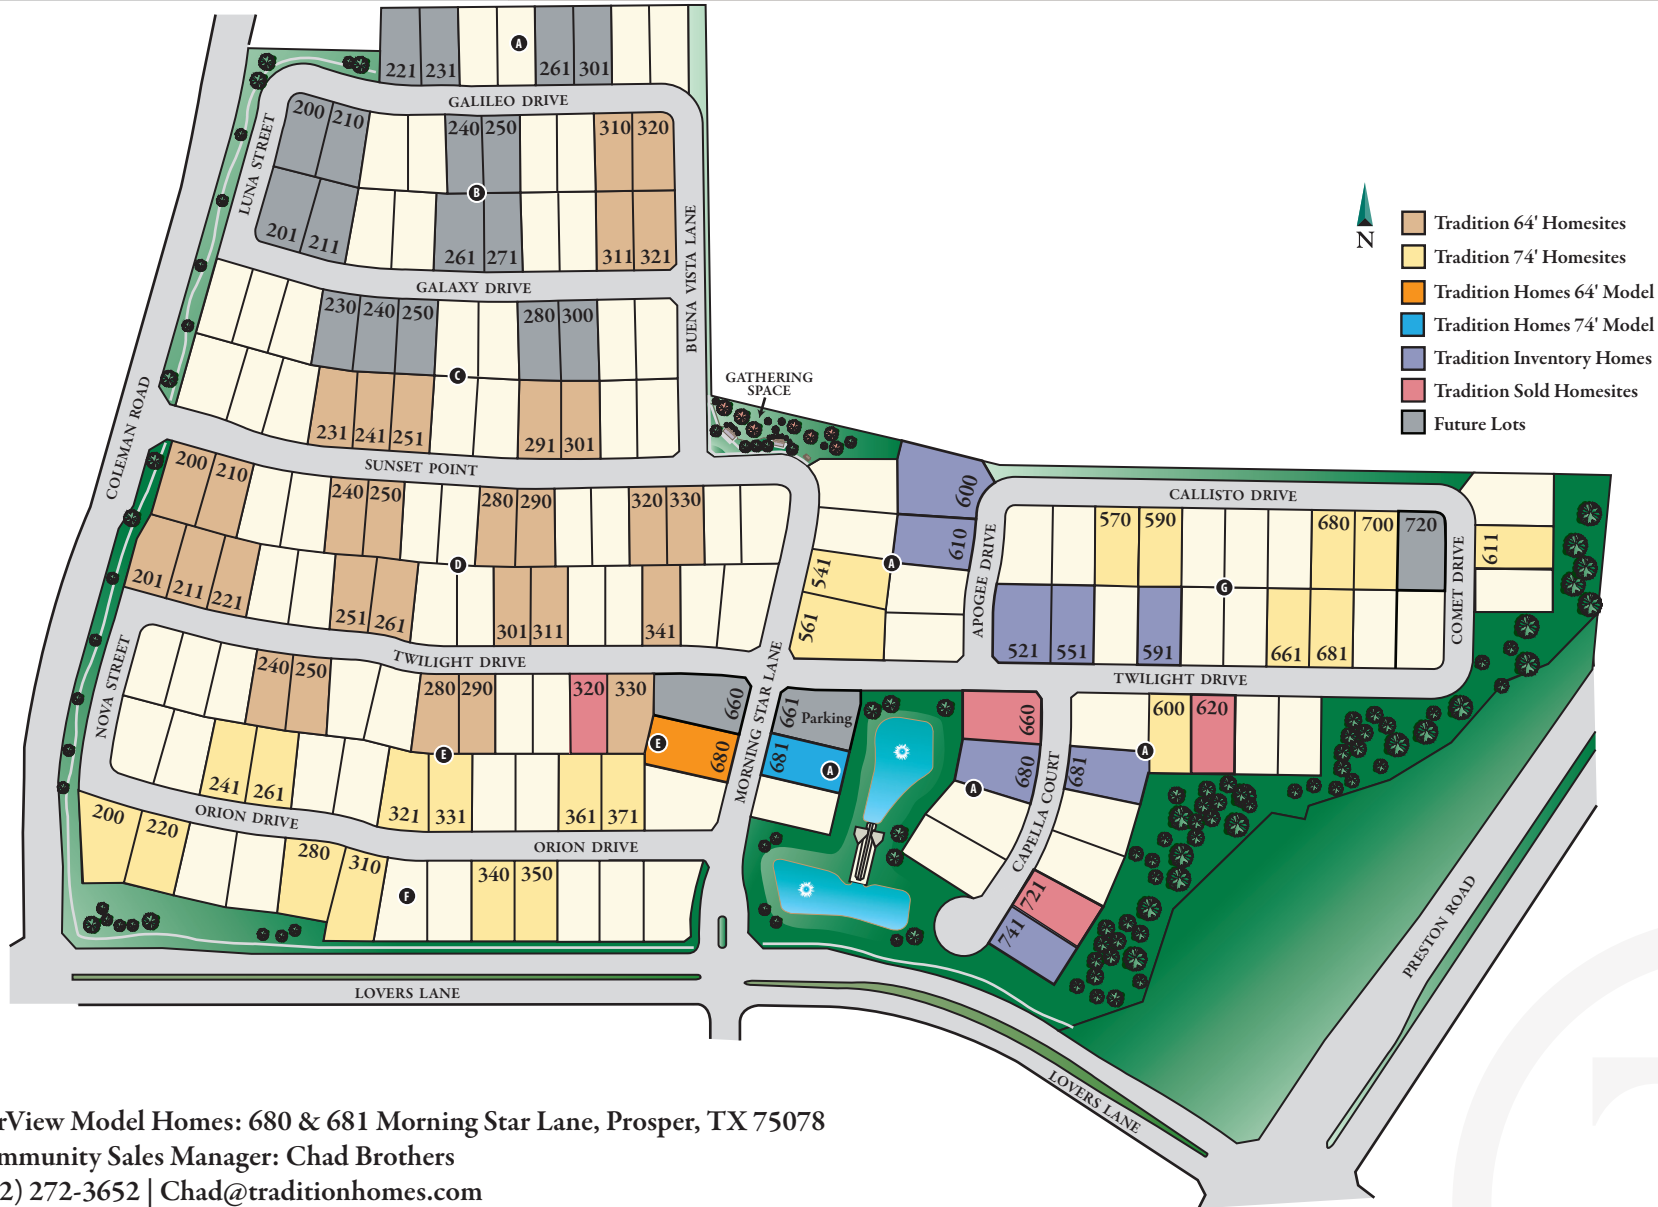 A
221 231 261 301
GALILEO DRIVE
200 210 240 250 310 320
LUNA STREET
B
201 211 261 271 311 321
BUENA VISTA LANE
GALAXY DRIVE
230 240 250 280 300
C
231 241 251 291 301
COLEMAN ROAD
SUNSET POINT
GATHERING
SPACE
N
Tradition 64' Homesites
Tradition 74' Homesites
Tradition Homes 64' Model
Tradition Homes 74' Model
Tradition Inventory Homes
Tradition Sold Homesites
Future Lots
200 210 240 250 280 290 320 330
D
201 211 221 251 261 301 311 341
600
610
541
561
A
APOGEE DRIVE
CALLISTO DRIVE
570 590 680 700 720
G
521 551 591 661 681
COMET DRIVE
611
TWILIGHT DRIVE
TWILIGHT DRIVE
NOVA STREET
240 250 280 290 320 330
660
680
E
E
241 261 321 331 361 371
MORNING STAR LANE
661 Parking
681
A
660
680
A
CAPELLA COURT
681
A
600 620
721
741
ORION DRIVE
ORION DRIVE
200 220 280 310 340 350
F
PRESTON ROAD
LOVERS LANE
LOVERS LANE
rView Model Homes: 680 & 681 Morning Star Lane, Prosper, TX 75078
mmunity Sales Manager: Chad Brothers
2) 272-3652 | Chad@traditionhomes.com